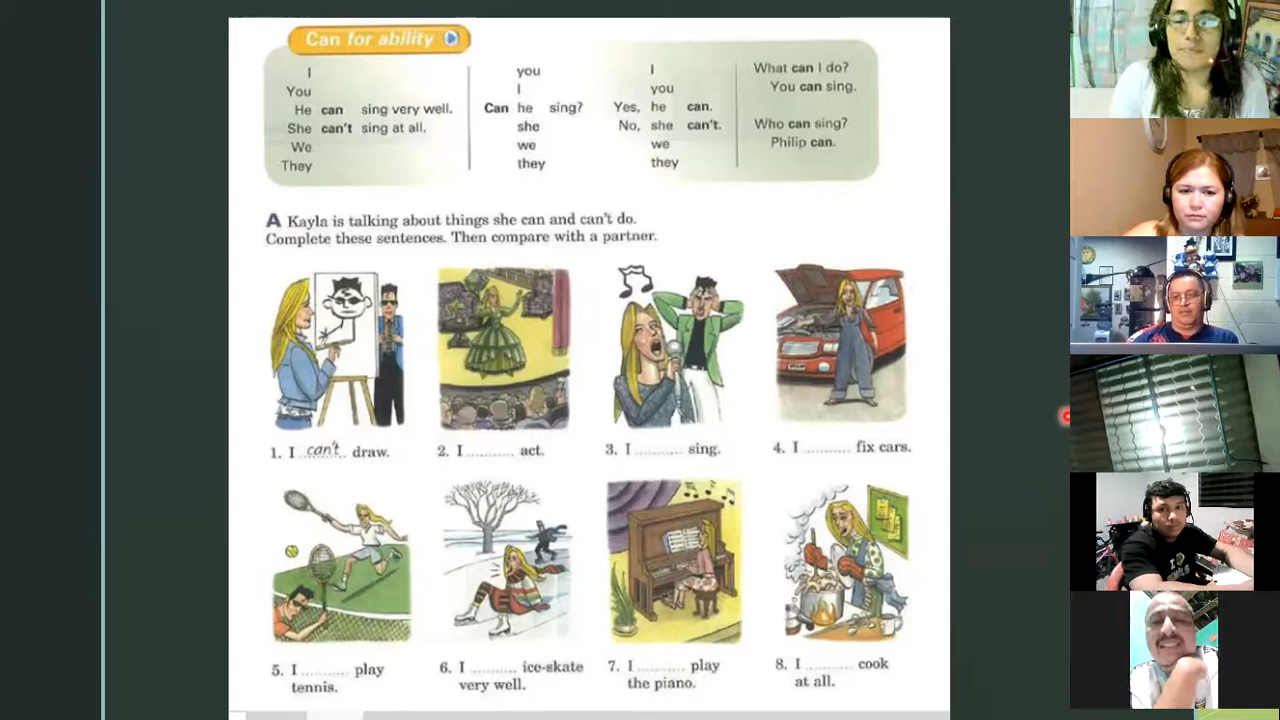 Can for ability
I
You
He can sing very well.
She can't sing at all.
We
They
you
I
Can he sing?
she
we
they
I
you
Yes, he can.
No, she can't.
we
they
What can I do?
You can sing.
Who can sing?
Philip can.
A Kayla is talking about things she can and can't do.
Complete these sentences. Then compare with a partner.
1. I can't draw.
2. I .......... act.
3. I .......... sing.
4. I .......... fix cars.
5. I .......... play
tennis.
6. I .......... ice-skate
very well.
7. I .......... play
the piano.
8. I .......... cook
at all.